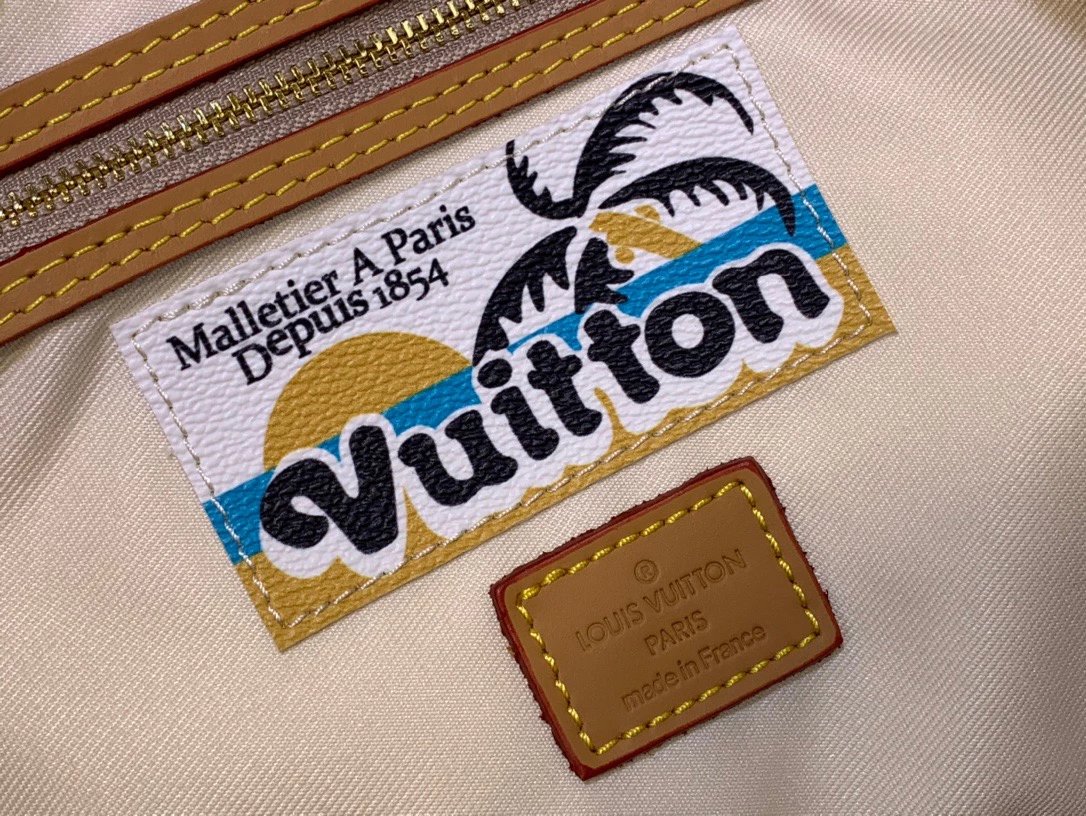 Malletier A Paris
Depuis 1854
Vuitton
®
LOUIS VUITTON
PARIS
made in France